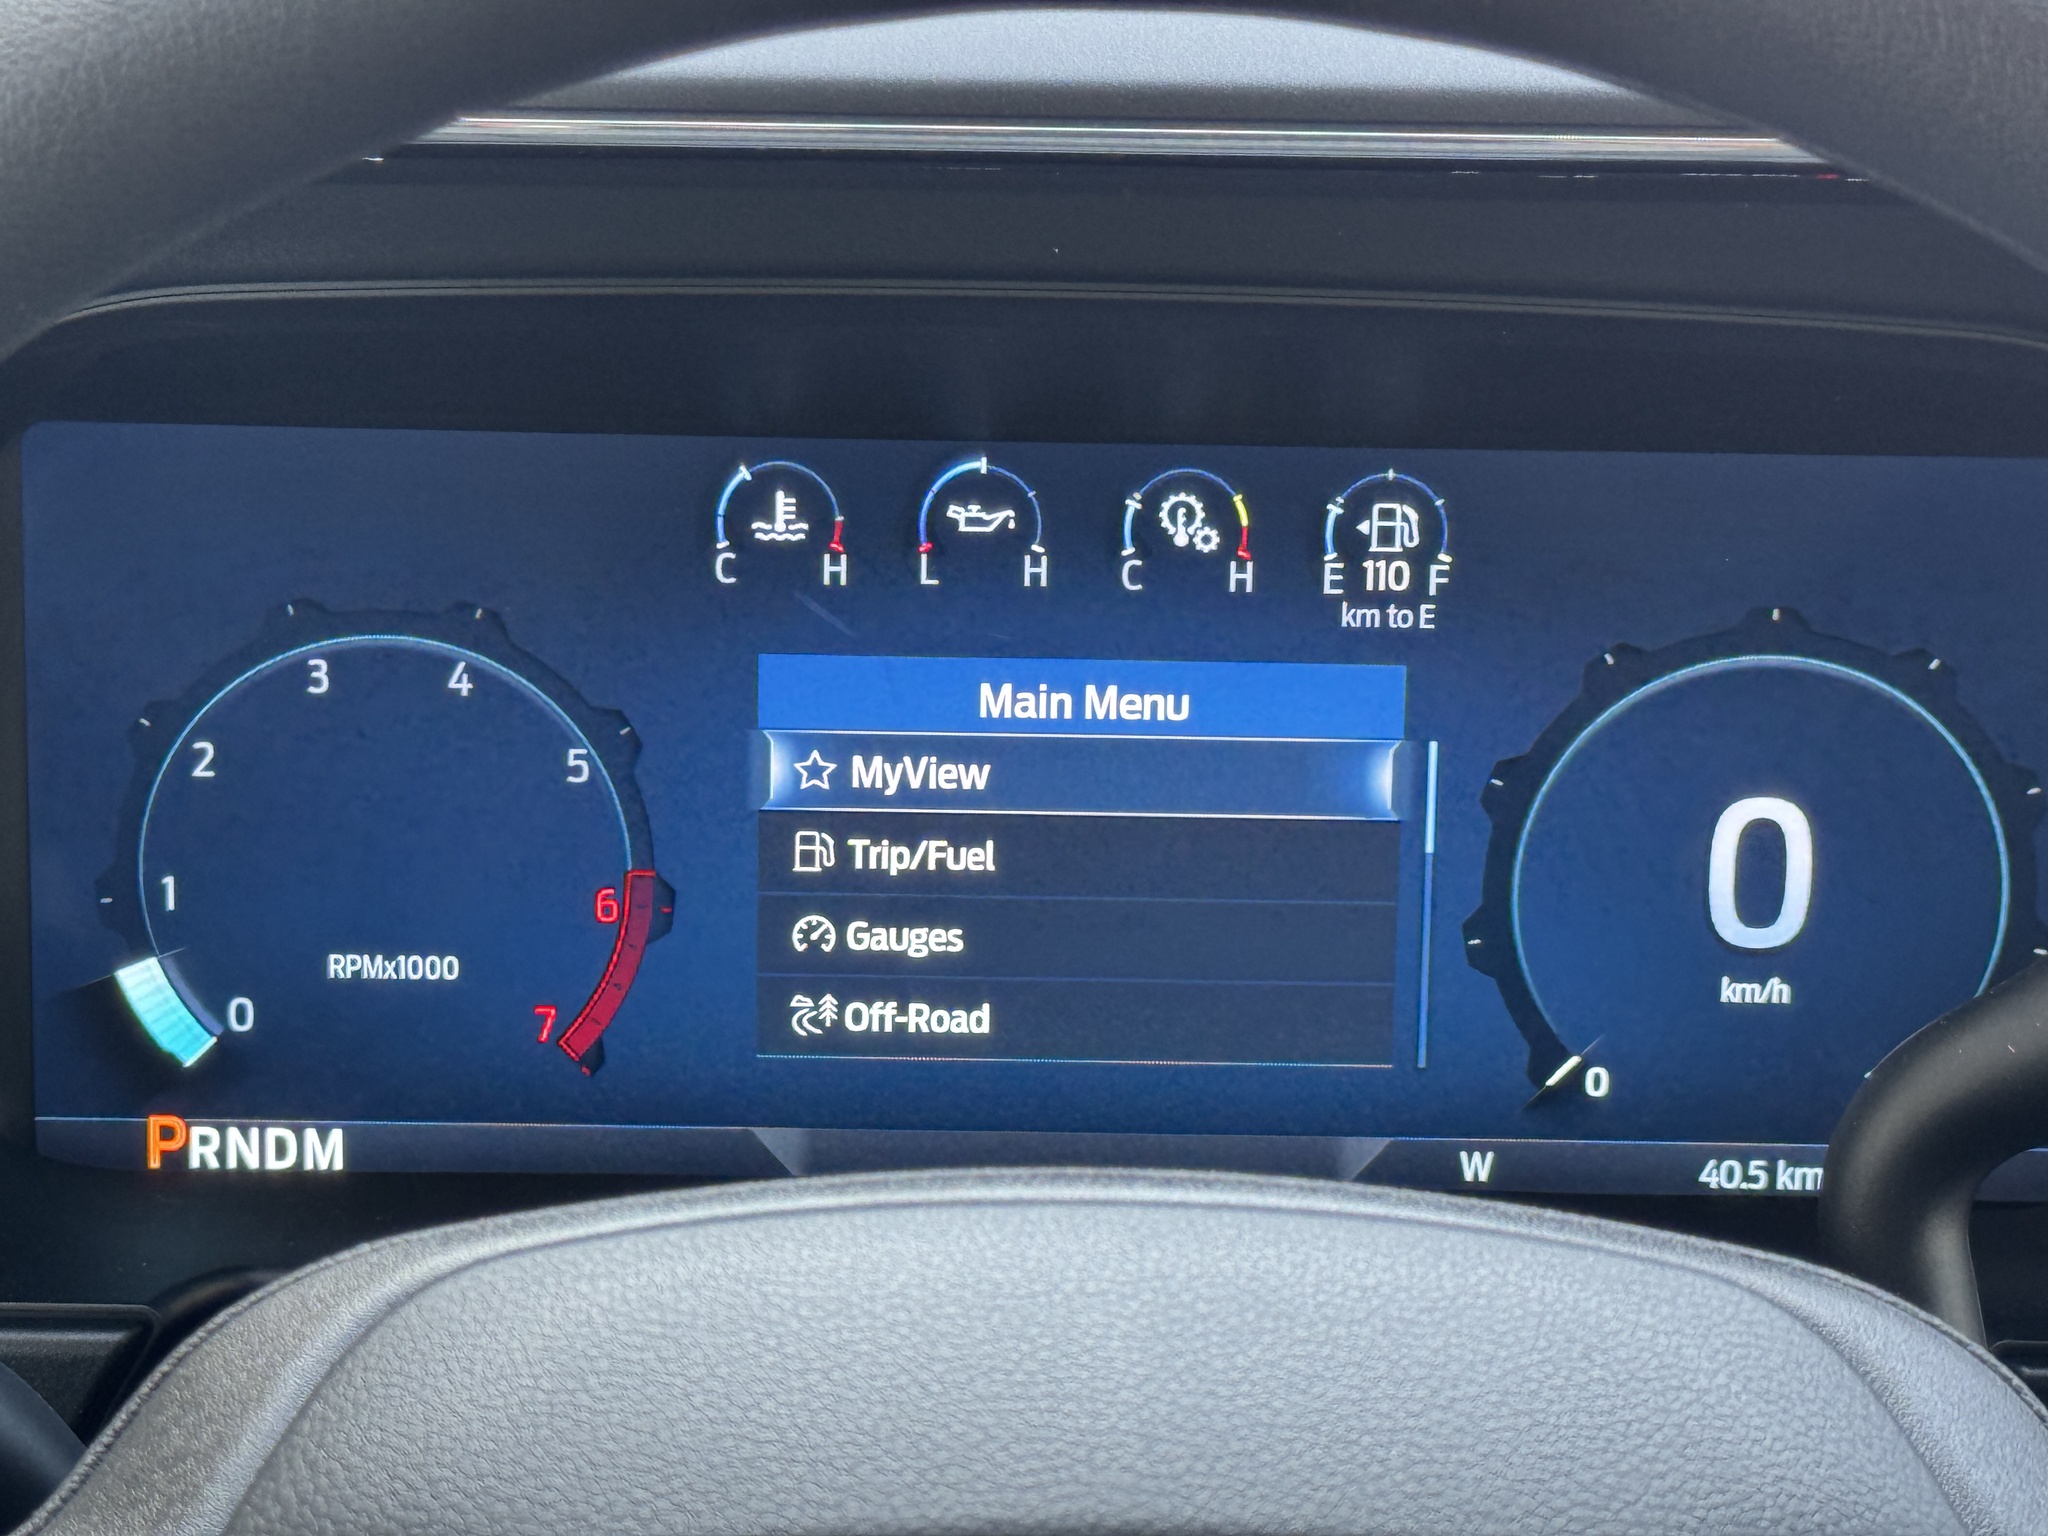 C H L H C H E 110 F
km to E
3 4
2 5
1 6
0 7
RPMx1000
Main Menu
MyView
Trip/Fuel
Gauges
Off-Road
0
km/h
0
PRNDM
W 40.5 km